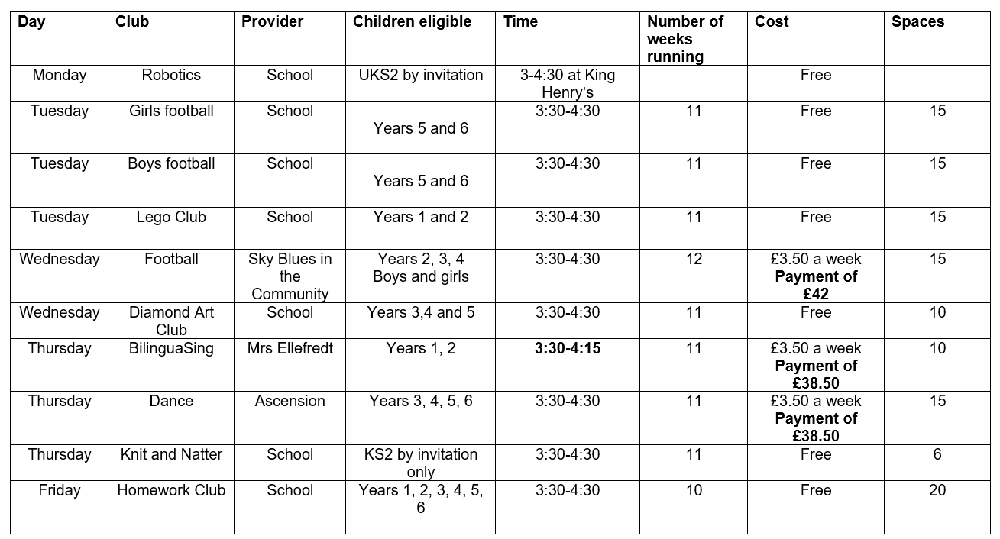 Day Club Provider Children eligible Time Number of weeks running Cost Spaces
Monday Robotics School UKS2 by invitation 3-4:30 at King Henry’s Free
Tuesday Girls football School Years 5 and 6 3:30-4:30 11 Free 15
Tuesday Boys football School Years 5 and 6 3:30-4:30 11 Free 15
Tuesday Lego Club School Years 1 and 2 3:30-4:30 11 Free 15
Wednesday Football Sky Blues in the Community Years 2, 3, 4 Boys and girls 3:30-4:30 12 £3.50 a week Payment of £42 15
Wednesday Diamond Art Club School Years 3,4 and 5 3:30-4:30 11 Free 10
Thursday BilinguaSing Mrs Ellefredt Years 1, 2 3:30-4:15 11 £3.50 a week Payment of £38.50 10
Thursday Dance Ascension Years 3, 4, 5, 6 3:30-4:30 11 £3.50 a week Payment of £38.50 15
Thursday Knit and Natter School KS2 by invitation only 3:30-4:30 11 Free 6
Friday Homework Club School Years 1, 2, 3, 4, 5, 6 3:30-4:30 10 Free 20